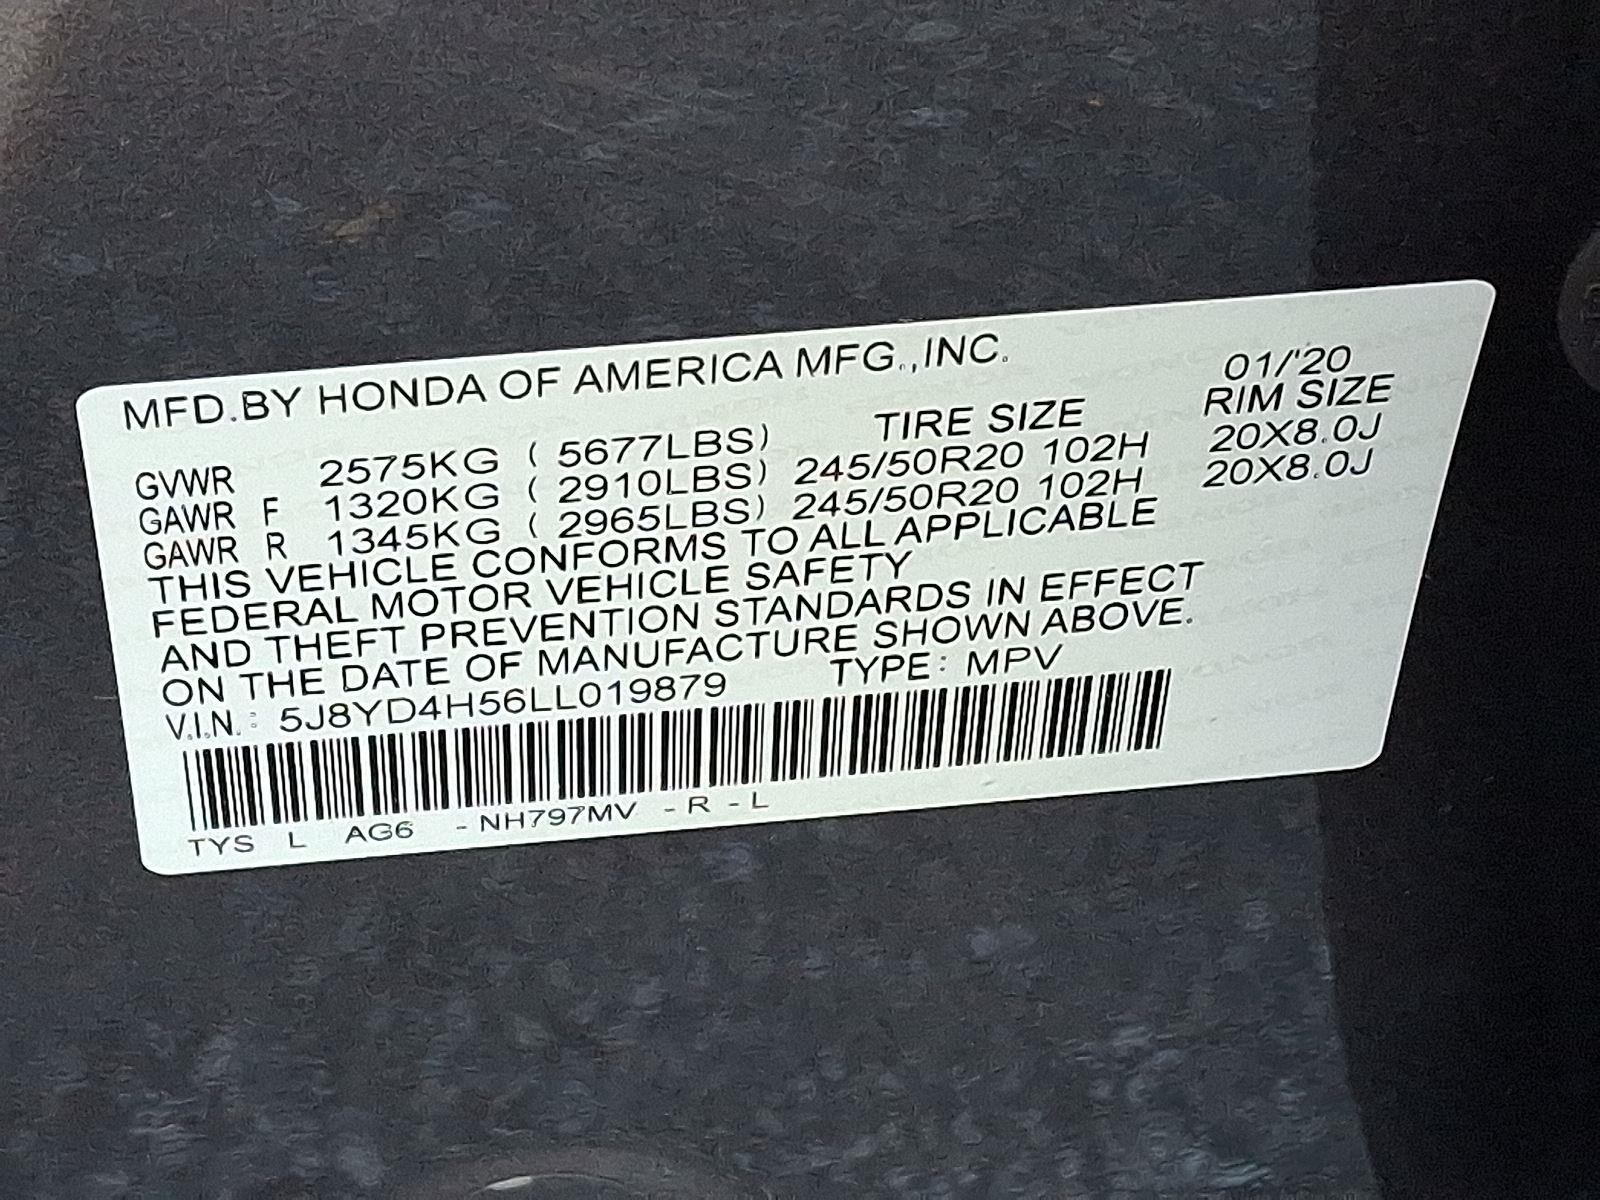 MFD.BY HONDA OF AMERICA MFG.,INC. 01/'20
TIRE SIZE RIM SIZE
GVWR 2575KG ( 5677LBS)
GAWR F 1320KG ( 2910LBS) 245/50R20 102H 20X8.0J
GAWR R 1345KG ( 2965LBS) 245/50R20 102H 20X8.0J
THIS VEHICLE CONFORMS TO ALL APPLICABLE
FEDERAL MOTOR VEHICLE SAFETY
AND THEFT PREVENTION STANDARDS IN EFFECT
ON THE DATE OF MANUFACTURE SHOWN ABOVE.
V.I.N.: 5J8YD4H56LL019879 TYPE: MPV
TYS L AG6 -NH797MV -R -L